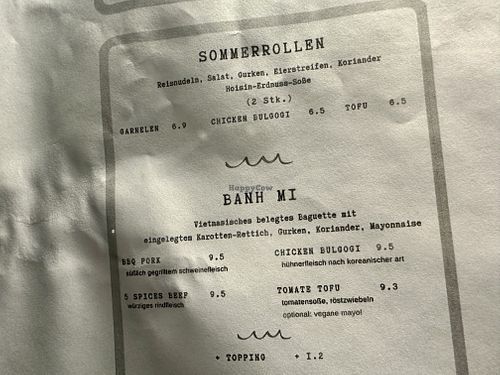 SOMMERROLLEN
Reisnudeln, Salat, Gurken, Eierstreifen, Koriander
Hoisin-Erdnuss-Soße
(2 Stk.)
GARNELEN 6.9 CHICKEN BULGOGI 6.5 TOFU 6.5
HappyCow
BANH MI
Vietnamesisches belegtes Baguette mit
eingelegtem Karotten-Rettich, Gurken, Koriander, Mayonnaise
BBQ PORK 9.5
süßlich gegrilltem schweinefleisch
CHICKEN BULGOGI 9.5
hühnerfleisch nach koreanischer art
5 SPICES BEEF 9.5
würziges rindfleisch
TOMATE TOFU 9.3
tomatensoße, röstzwiebeln
optional: vegane mayo!
+ TOPPING + 1.2